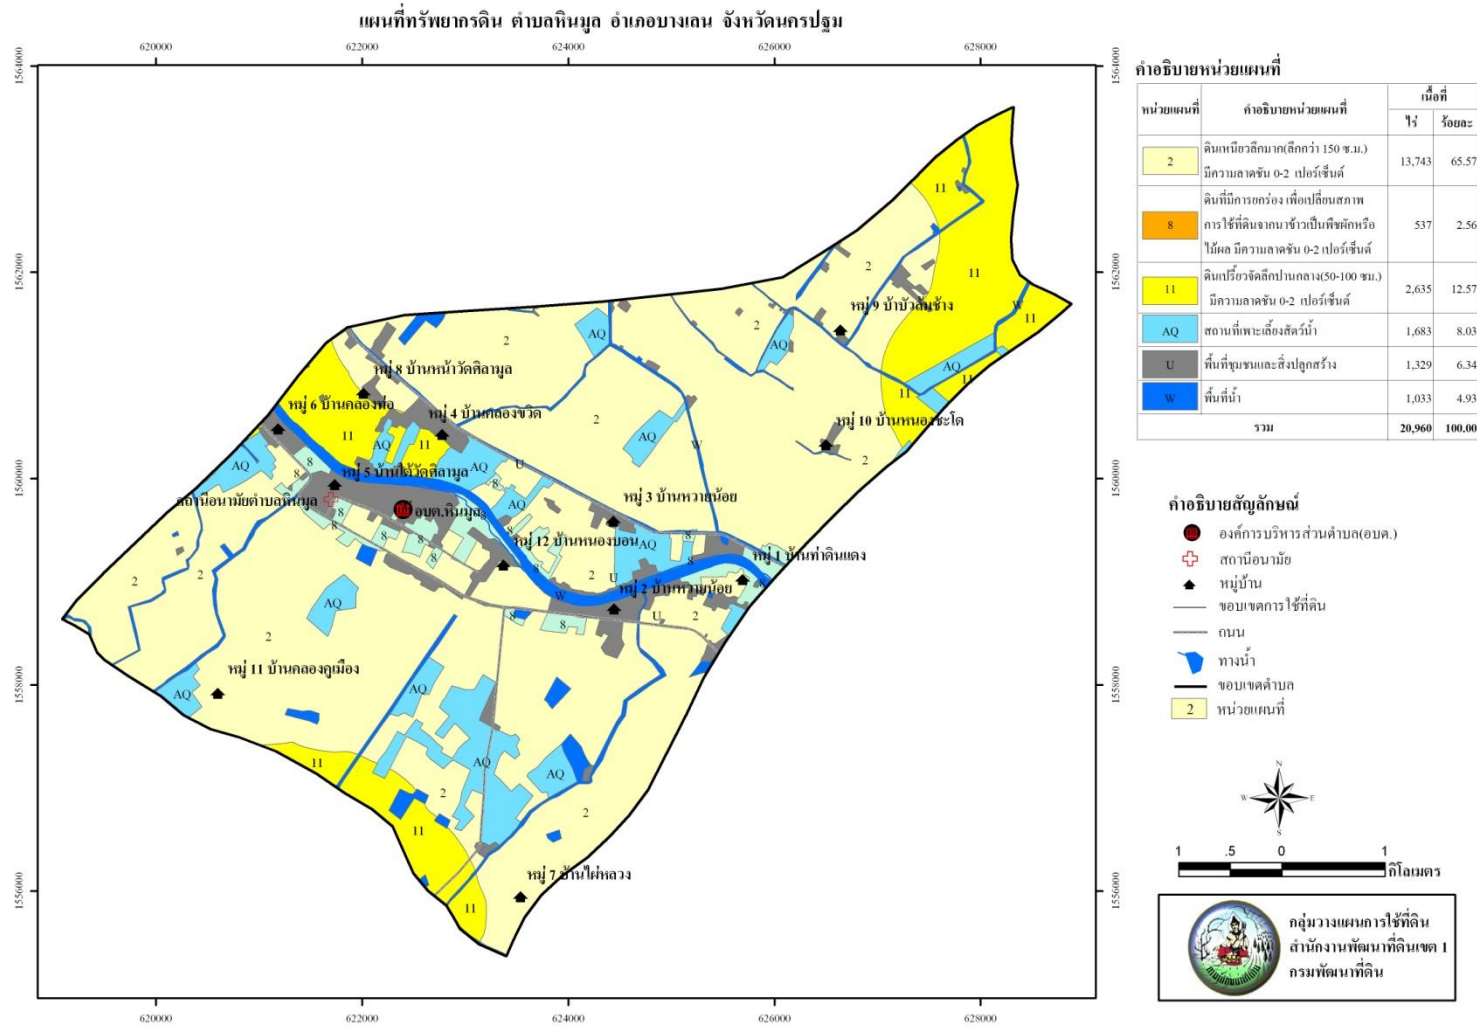 แผนที่ทรัพยากรดิน ตำบลหินมูล อำเภอบางเลน จังหวัดนครปฐม
620000 622000 624000 626000 628000
1564000 1564000
1562000 1562000
1560000 1560000
1558000 1558000
1556000 1556000
620000 622000 624000 626000 628000
หมู่ 9 บ้าบัวล้นช้าง
หมู่ 8 บ้านหน้าวัดศิลามูล
หมู่ 6 บ้านคลองท่อ
หมู่ 4 บ้านคลองขวิด
หมู่ 10 บ้านหนองชะโด
หมู่ 5 บ้านใต้วัดศิลามูล
สถานีอนามัยตำบลหินมูล
อบต.หินมูล
หมู่ 3 บ้านหวายน้อย
หมู่ 12 บ้านหนองบอน
หมู่ 1 บ้านท่าดินแดง
หมู่ 2 บ้านหวายน้อย
หมู่ 11 บ้านคลองคูเมือง
หมู่ 7 บ้านไผ่หลวง
คำอธิบายหน่วยแผนที่
หน่วยแผนที่ คำอธิบายหน่วยแผนที่ เนื้อที่
ไร่ ร้อยละ
2 ดินเหนียวลึกมาก(ลึกกว่า 150 ซ.ม.) 13,743 65.57
มีความลาดชัน 0-2 เปอร์เซ็นต์
ดินที่มีการยกร่อง เพื่อเปลี่ยนสภาพ
8 การใช้ที่ดินจากนาข้าวเป็นพืชผักหรือ 537 2.56
ไม้ผล มีความลาดชัน 0-2 เปอร์เซ็นต์
11 ดินเปรี้ยวจัดลึกปานกลาง(50-100 ซม.) 2,635 12.57
มีความลาดชัน 0-2 เปอร์เซ็นต์
AQ สถานที่เพาะเลี้ยงสัตว์น้ำ 1,683 8.03
U พื้นที่ชุมชนและสิ่งปลูกสร้าง 1,329 6.34
W พื้นที่น้ำ 1,033 4.93
รวม 20,960 100.00
คำอธิบายสัญลักษณ์
องค์การบริหารส่วนตำบล(อบต.)
สถานีอนามัย
หมู่บ้าน
ขอบเขตการใช้ที่ดิน
ถนน
ทางน้ำ
ขอบเขตตำบล
2 หน่วยแผนที่
N
W E
S
1 .5 0 1
กิโลเมตร
กลุ่มวางแผนการใช้ที่ดิน
สำนักงานพัฒนาที่ดินเขต 1
กรมพัฒนาที่ดิน